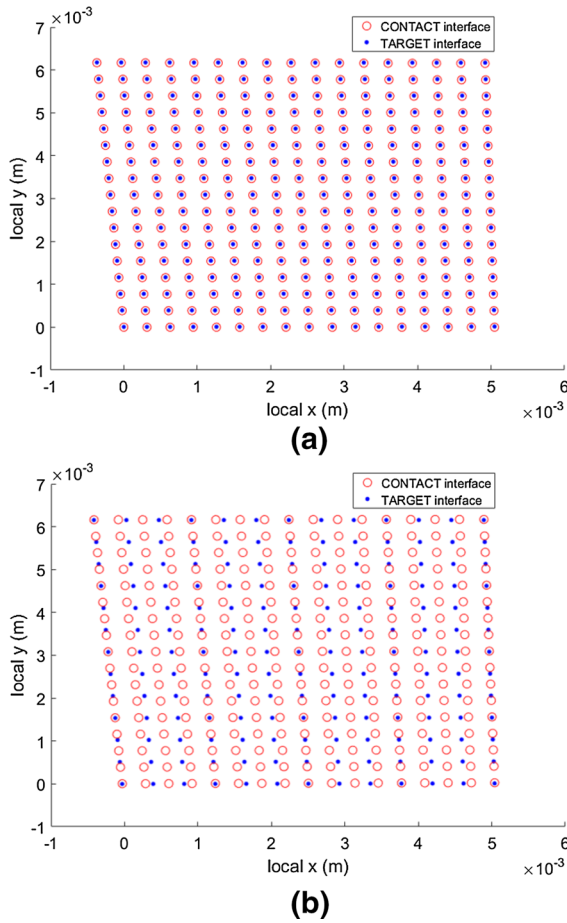 7 ×10⁻³
CONTACT interface
TARGET interface
6
5
4
3
2
1
0
-1
local y (m)
-1 0 1 2 3 4 5 6
local x (m)
×10⁻³
(a)
7 ×10⁻³
CONTACT interface
TARGET interface
6
5
4
3
2
1
0
-1
local y (m)
-1 0 1 2 3 4 5 6
local x (m)
×10⁻³
(b)